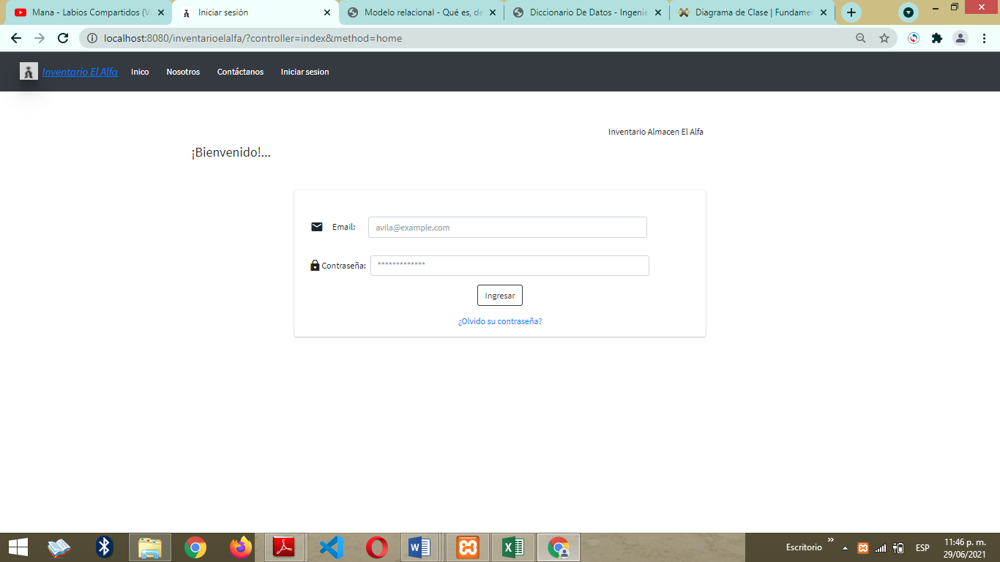 Mana - Labios Compartidos (V
Iniciar sesión
Modelo relacional - Qué es, de
Diccionario De Datos - Ingenie
Diagrama de Clase | Fundamen
localhost:8080/inventarioelalfa/?controller=index&method=home
Inventario El Alfa Inico Nosotros Contáctanos Iniciar sesion
Inventario Almacen El Alfa
¡Bienvenido!...
Email: avila@example.com
Contraseña: *************
Ingresar
¿Olvido su contraseña?
Escritorio » ESP 11:46 p. m.
29/06/2021